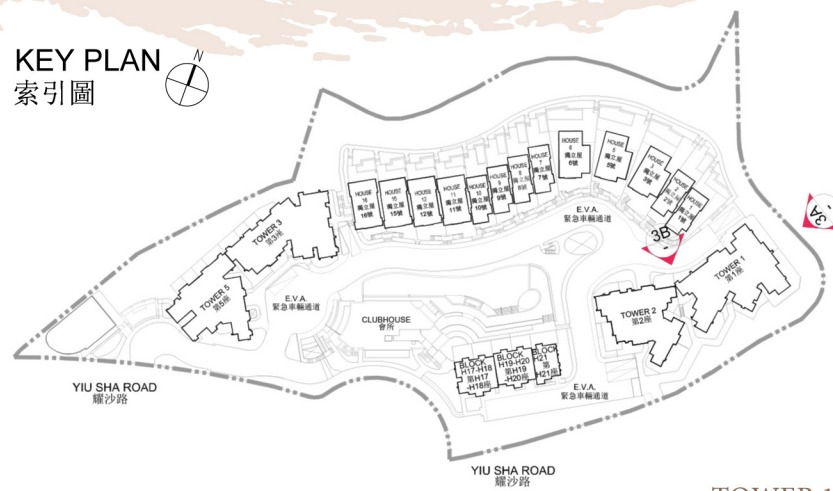 KEY PLAN
索引圖
N
HOUSE
16
獨立屋
16號
HOUSE
15
獨立屋
15號
HOUSE
12
獨立屋
12號
HOUSE
11
獨立屋
11號
HOUSE
10
獨立屋
10號
HOUSE
9
獨立屋
9號
HOUSE
8
獨立屋
8號
HOUSE
7
獨立屋
7號
HOUSE
6
獨立屋
6號
HOUSE
5
獨立屋
5號
HOUSE
3
獨立屋
3號
HOUSE
2
獨立屋
2號
HOUSE
1
獨立屋
1號
3A
-
3B
-
E.V.A.
緊急車輛通道
TOWER 3
第3座
TOWER 5
第5座
E.V.A.
緊急車輛通道
CLUBHOUSE
會所
TOWER 1
第1座
TOWER 2
第2座
BLOCK
H17-H18
第H17
-H18座
BLOCK
H19-H20
第H19
-H20座
BLOCK
H21
第
H21座
E.V.A.
緊急車輛通道
YIU SHA ROAD
耀沙路
YIU SHA ROAD
耀沙路
TOWER 1